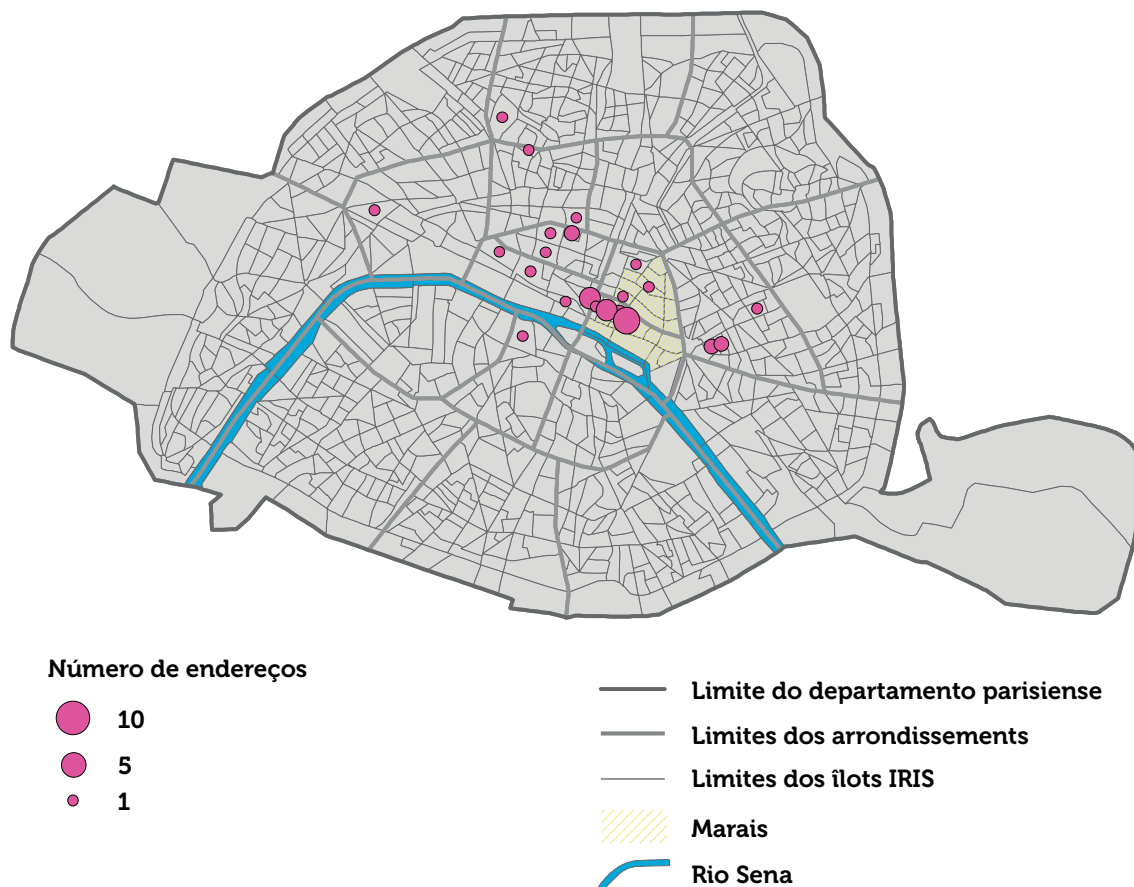 Número de endereços
10
5
1
Limite do departamento parisiense
Limites dos arrondissements
Limites dos îlots IRIS
Marais
Rio Sena